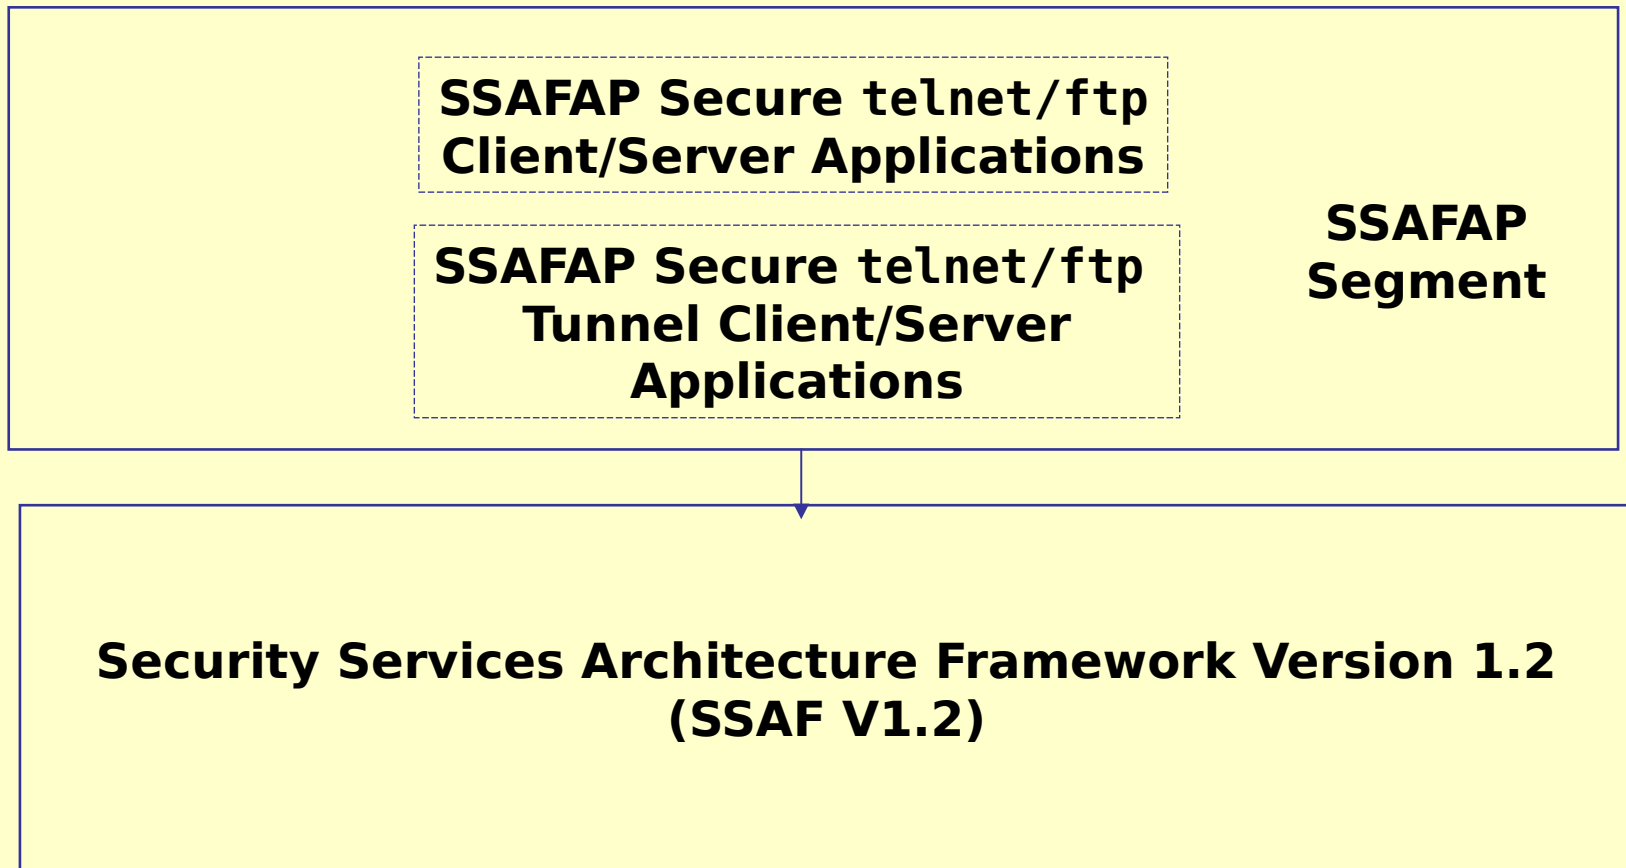 SSAFAP Secure telnet/ftp
Client/Server Applications
SSAFAP Secure telnet/ftp
Tunnel Client/Server
Applications
SSAFAP
Segment
Security Services Architecture Framework Version 1.2
(SSAF V1.2)